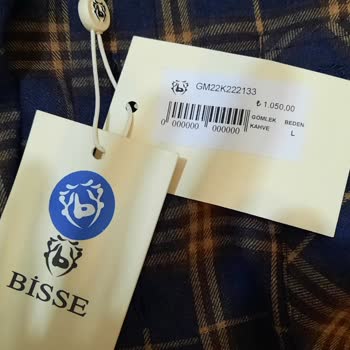 GM22K222133
₺ 1.050,00
GÖMLEK BEDEN
KAHVE L
0 000000 000000
BİSSE